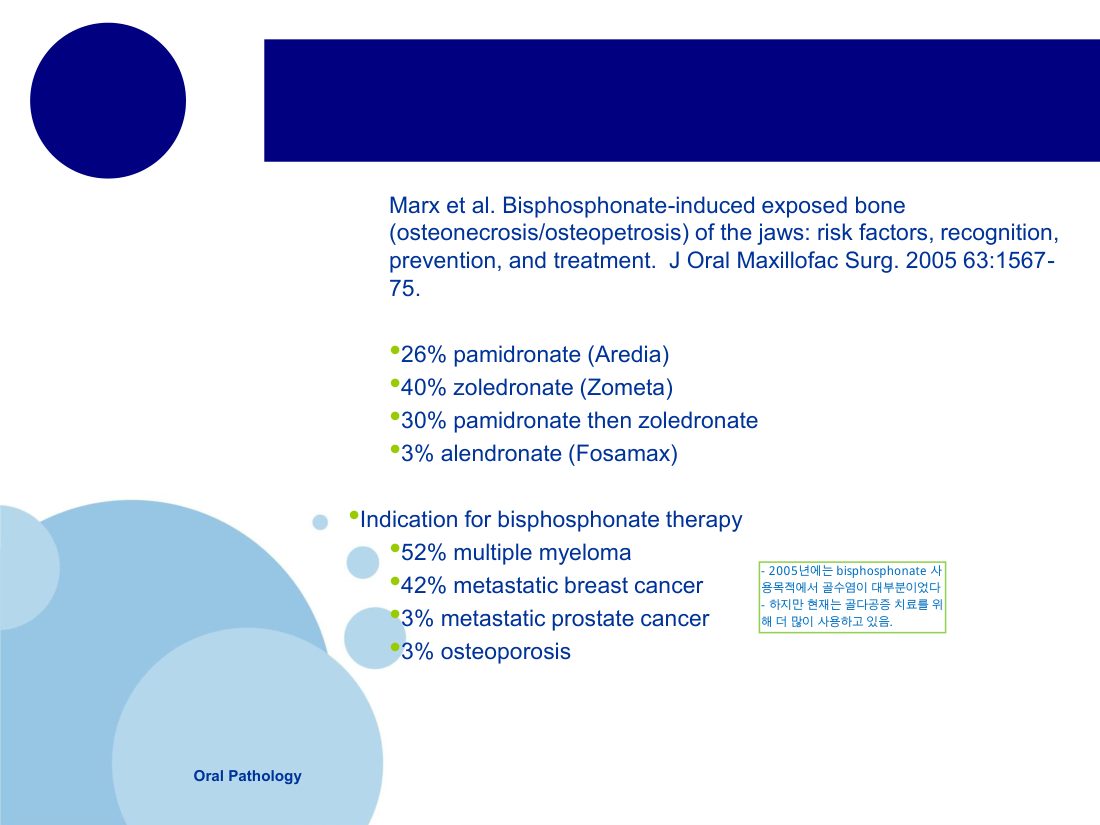 Marx et al. Bisphosphonate-induced exposed bone
(osteonecrosis/osteopetrosis) of the jaws: risk factors, recognition,
prevention, and treatment.  J Oral Maxillofac Surg. 2005 63:1567-
75.
•26% pamidronate (Aredia)
•40% zoledronate (Zometa)
•30% pamidronate then zoledronate
•3% alendronate (Fosamax)
•Indication for bisphosphonate therapy
•52% multiple myeloma
•42% metastatic breast cancer
•3% metastatic prostate cancer
•3% osteoporosis
- 2005년에는 bisphosphonate 사
용목적에서 골수염이 대부분이었다
- 하지만 현재는 골다공증 치료를 위
해 더 많이 사용하고 있음.
Oral Pathology